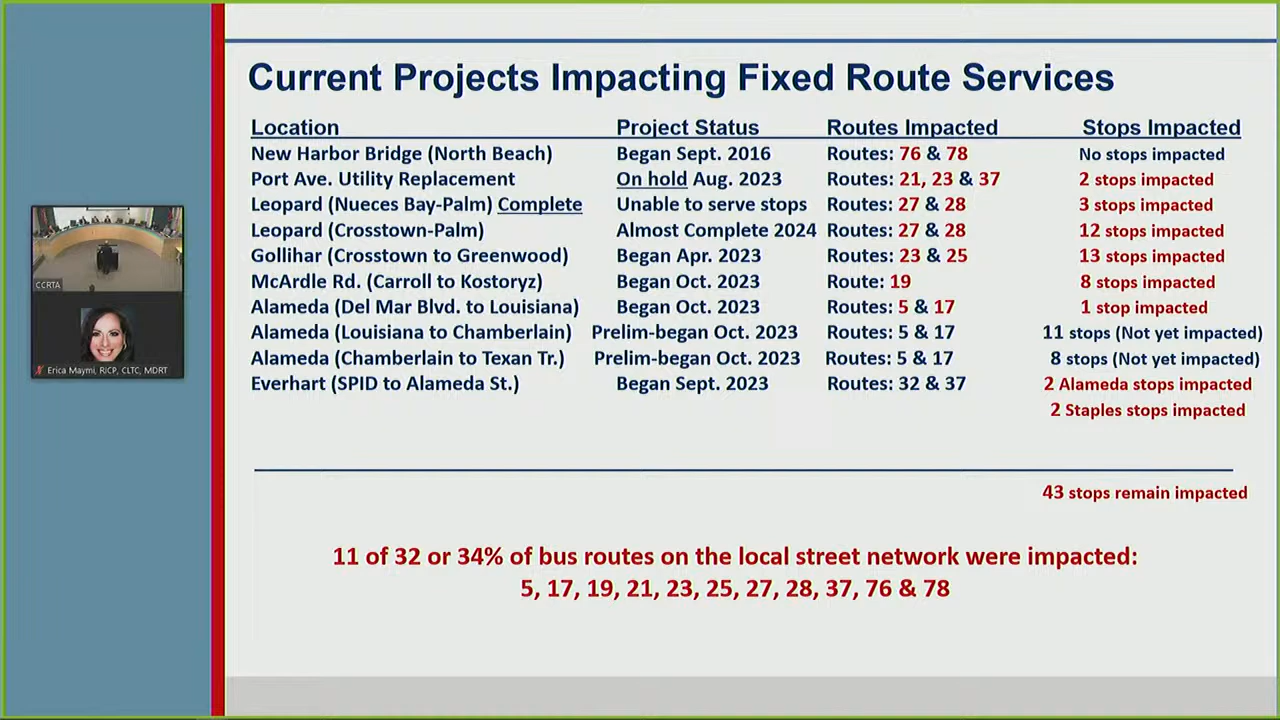 Current Projects Impacting Fixed Route Services
Location Project Status Routes Impacted Stops Impacted
New Harbor Bridge (North Beach) Began Sept. 2016 Routes: 76 & 78 No stops impacted
Port Ave. Utility Replacement On hold Aug. 2023 Routes: 21, 23 & 37 2 stops impacted
Leopard (Nueces Bay-Palm) Complete Unable to serve stops Routes: 27 & 28 3 stops impacted
Leopard (Crosstown-Palm) Almost Complete 2024 Routes: 27 & 28 12 stops impacted
Gollihar (Crosstown to Greenwood) Began Apr. 2023 Routes: 23 & 25 13 stops impacted
McArdle Rd. (Carroll to Kostoryz) Began Oct. 2023 Route: 19 8 stops impacted
Alameda (Del Mar Blvd. to Louisiana) Began Oct. 2023 Routes: 5 & 17 1 stop impacted
Alameda (Louisiana to Chamberlain) Prelim-began Oct. 2023 Routes: 5 & 17 11 stops (Not yet impacted)
Alameda (Chamberlain to Texan Tr.) Prelim-began Oct. 2023 Routes: 5 & 17 8 stops (Not yet impacted)
Everhart (SPID to Alameda St.) Began Sept. 2023 Routes: 32 & 37 2 Alameda stops impacted
2 Staples stops impacted
43 stops remain impacted
11 of 32 or 34% of bus routes on the local street network were impacted:
5, 17, 19, 21, 23, 25, 27, 28, 37, 76 & 78
CCRTA
Erica Maymi, RICP, CLTC, MDRT